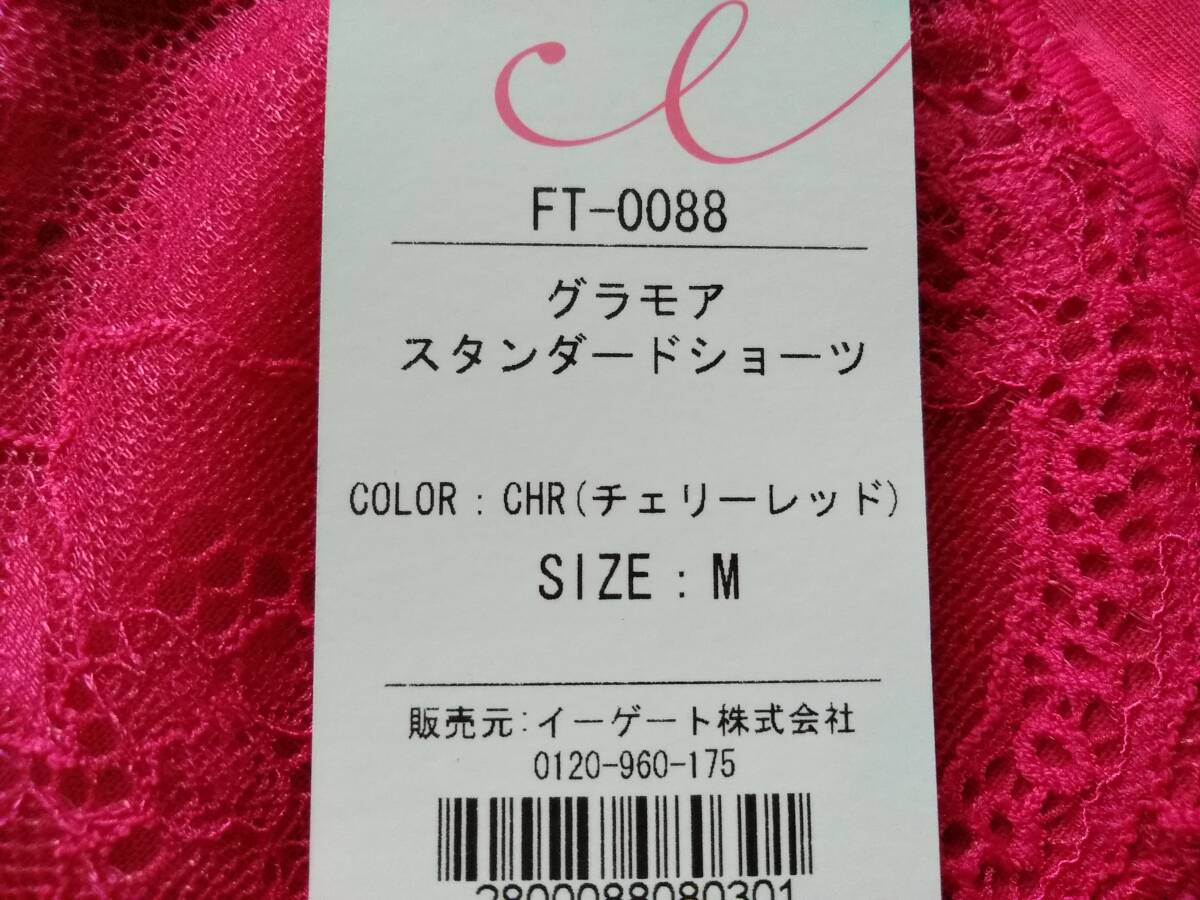 FT-0088
グラモア
スタンダードショーツ
COLOR : CHR(チェリーレッド)
SIZE : M
販売元:イーゲート株式会社
0120-960-175
2800088080301